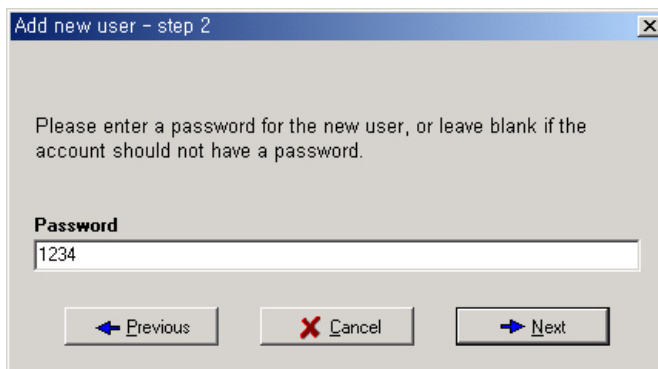 Add new user - step 2
Please enter a password for the new user, or leave blank if the
account should not have a password.
Password
1234
Previous
Cancel
Next